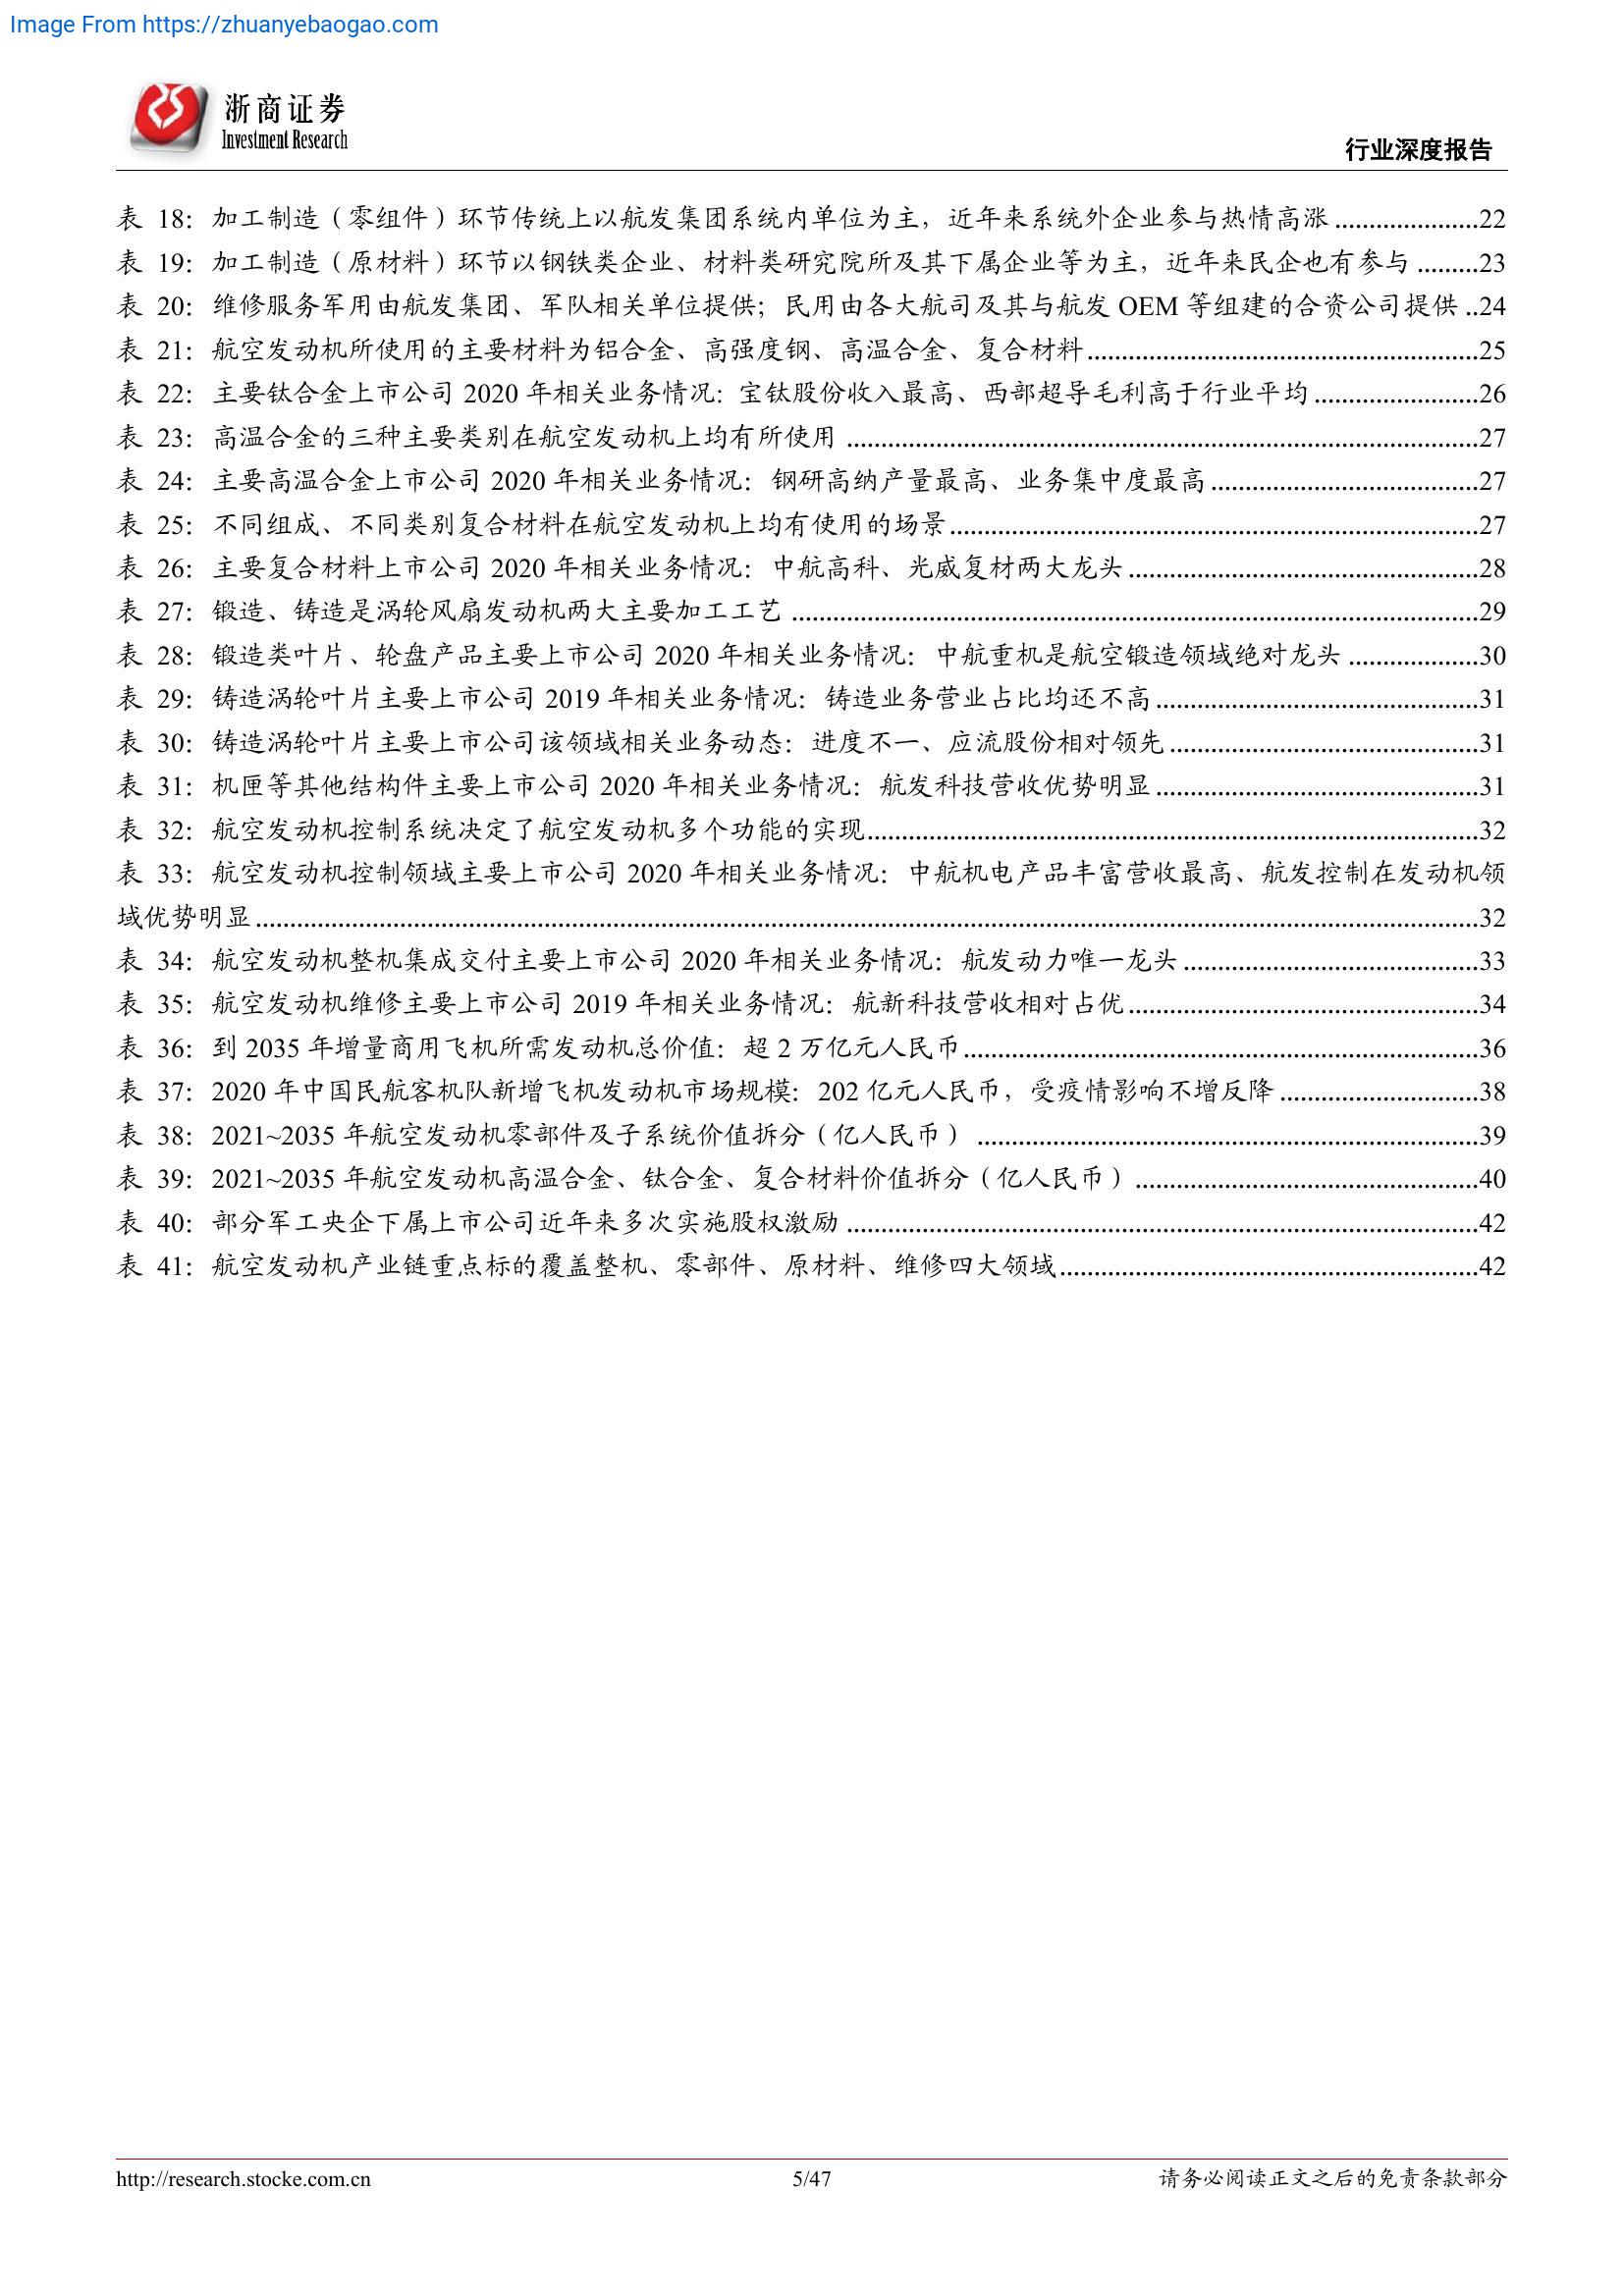 Image From https://zhuanyebaogao.com
浙商证券
Investment Research
行业深度报告
表 18：加工制造（零组件）环节传统上以航发集团系统内单位为主，近年来系统外企业参与热情高涨.....................22
表 19：加工制造（原材料）环节以钢铁类企业、材料类研究院所及其下属企业等为主，近年来民企也有参与.........23
表 20：维修服务军用由航发集团、军队相关单位提供；民用由各大航司及其与航发 OEM 等组建的合资公司提供..24
表 21：航空发动机所使用的主要材料为铝合金、高强度钢、高温合金、复合材料.........................................................25
表 22：主要钛合金上市公司 2020 年相关业务情况：宝钛股份收入最高、西部超导毛利高于行业平均........................26
表 23：高温合金的三种主要类别在航空发动机上均有所使用............................................................................................27
表 24：主要高温合金上市公司 2020 年相关业务情况：钢研高纳产量最高、业务集中度最高.......................................27
表 25：不同组成、不同类别复合材料在航空发动机上均有使用的场景.............................................................................27
表 26：主要复合材料上市公司 2020 年相关业务情况：中航高科、光威复材两大龙头...................................................28
表 27：锻造、铸造是涡轮风扇发动机两大主要加工工艺....................................................................................................29
表 28：锻造类叶片、轮盘产品主要上市公司 2020 年相关业务情况：中航重机是航空锻造领域绝对龙头...................30
表 29：铸造涡轮叶片主要上市公司 2019 年相关业务情况：铸造业务营业占比均还不高...............................................31
表 30：铸造涡轮叶片主要上市公司该领域相关业务动态：进度不一、应流股份相对领先.............................................31
表 31：机匣等其他结构件主要上市公司 2020 年相关业务情况：航发科技营收优势明显...............................................31
表 32：航空发动机控制系统决定了航空发动机多个功能的实现.........................................................................................32
表 33：航空发动机控制领域主要上市公司 2020 年相关业务情况：中航机电产品丰富营收最高、航发控制在发动机领
域优势明显..................................................................................................................................................................................32
表 34：航空发动机整机集成交付主要上市公司 2020 年相关业务情况：航发动力唯一龙头...........................................33
表 35：航空发动机维修主要上市公司 2019 年相关业务情况：航新科技营收相对占优...................................................34
表 36：到 2035 年增量商用飞机所需发动机总价值：超 2 万亿元人民币...........................................................................36
表 37：2020 年中国民航客机队新增飞机发动机市场规模：202 亿元人民币，受疫情影响不增反降.............................38
表 38：2021~2035 年航空发动机零部件及子系统价值拆分（亿人民币）.........................................................................39
表 39：2021~2035 年航空发动机高温合金、钛合金、复合材料价值拆分（亿人民币）..................................................40
表 40：部分军工央企下属上市公司近年来多次实施股权激励............................................................................................42
表 41：航空发动机产业链重点标的覆盖整机、零部件、原材料、维修四大领域.............................................................42
http://research.stocke.com.cn
5/47
请务必阅读正文之后的免责条款部分